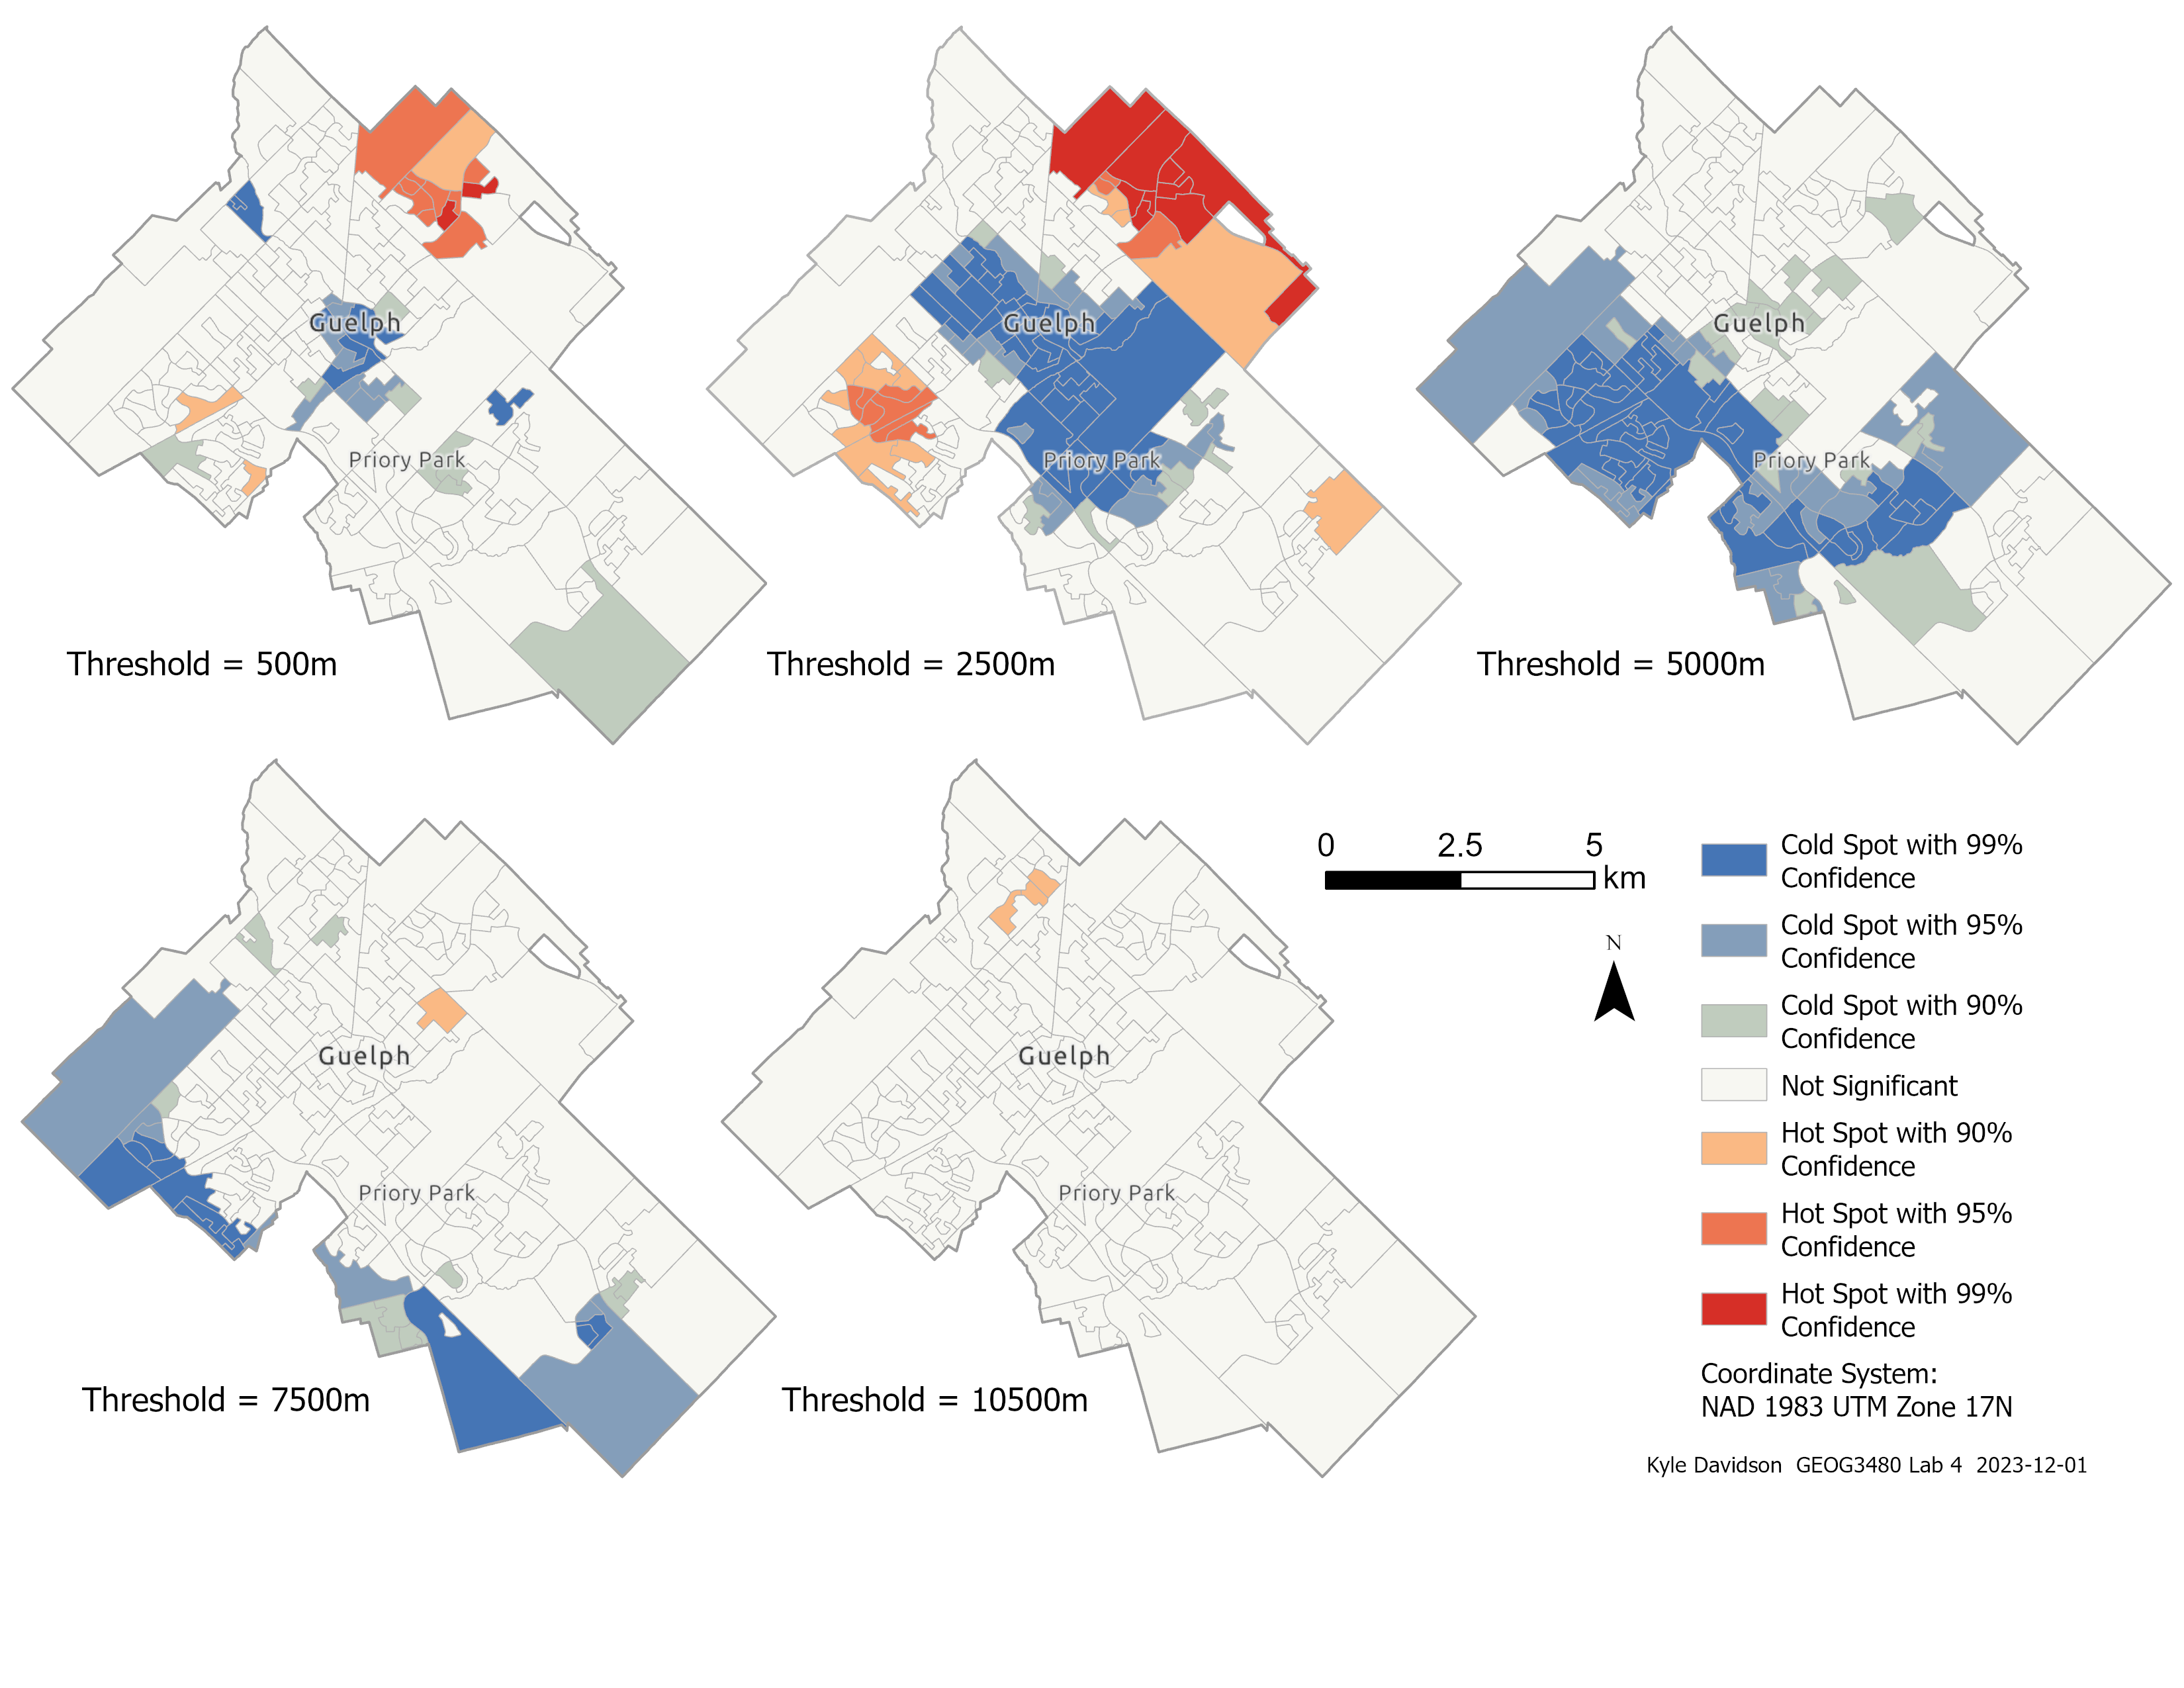 Guelph
Priory Park
Threshold = 500m
Guelph
Priory Park
Threshold = 2500m
Guelph
Priory Park
Threshold = 5000m
Guelph
Priory Park
Threshold = 7500m
Guelph
Priory Park
Threshold = 10500m
0 2.5 5
km
N
Cold Spot with 99%
Confidence
Cold Spot with 95%
Confidence
Cold Spot with 90%
Confidence
Not Significant
Hot Spot with 90%
Confidence
Hot Spot with 95%
Confidence
Hot Spot with 99%
Confidence
Coordinate System:
NAD 1983 UTM Zone 17N
Kyle Davidson GEOG3480 Lab 4 2023-12-01